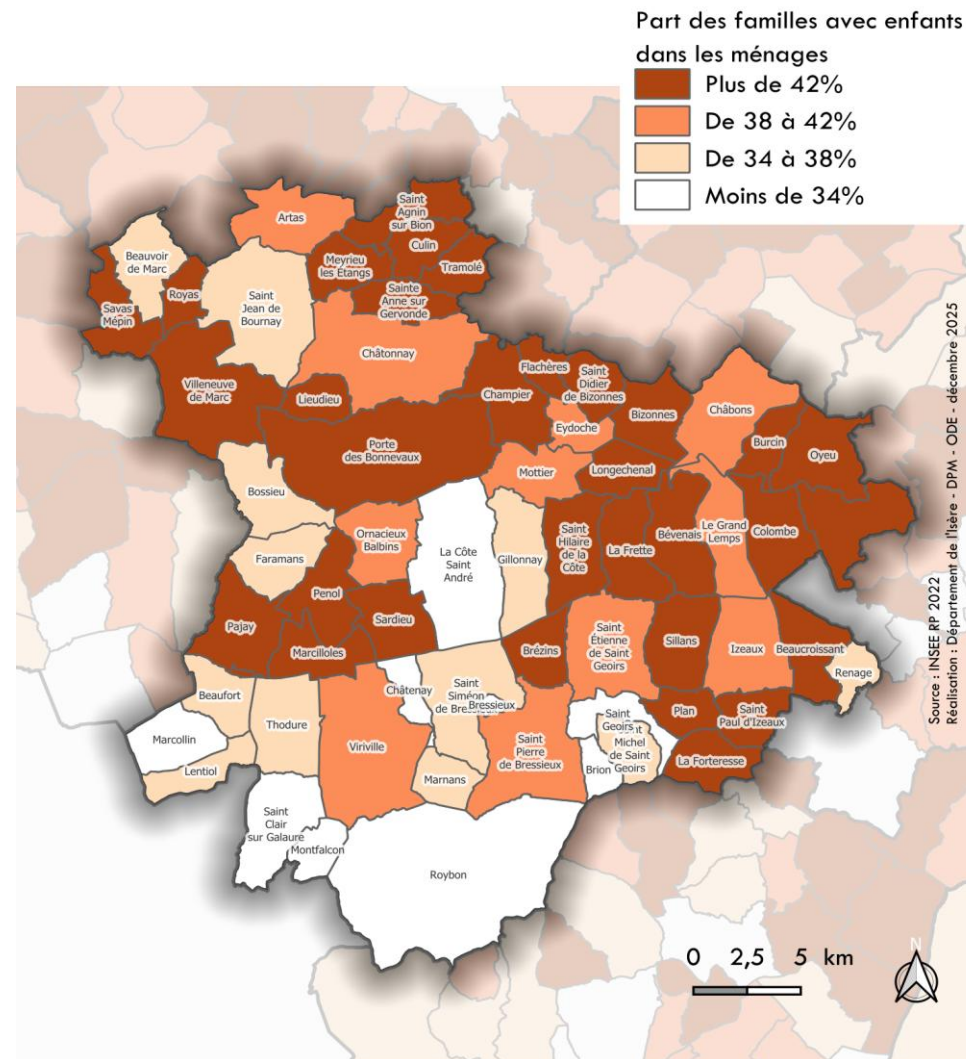 Part des familles avec enfants
dans les ménages
Plus de 42%
De 38 à 42%
De 34 à 38%
Moins de 34%
Artas
Saint
Agnin
sur Bion
Culin
Meyrieu
les Étangs
Tramolé
Sainte
Anne sur
Gervonde
Beauvoir
de Marc
Royas
Savas
Mépin
Saint
Jean de
Bournay
Châtonnay
Villeneuve
de Marc
Lieudieu
Champier
Flachères
Saint
Didier
de Bizonnes
Eydoche
Bizonnes
Châbons
Burcin
Oyeu
Porte
des Bonnevaux
Mottier
Longechenal
Bossieu
Faramans
Ornacieux
Balbins
La Côte
Saint
André
Gillonnay
Saint
Hilaire
de la
Côte
La Frette
Bévenais
Le Grand
Lemps
Colombe
Penol
Pajay
Marcilloles
Sardieu
Brézins
Saint
Étienne
de Saint
Geoirs
Sillans
Izeaux
Beaucroissant
Renage
Beaufort
Marcollin
Lentiol
Thodure
Viriville
Châtenay
Saint
Siméon
de Bressieux
Bressieux
Marnans
Saint
Pierre
de Bressieux
Saint
Geoirs
Saint
Michel
de Saint
Geoirs
Brion
Plan
Saint
Paul d'Izeaux
La Forteresse
Saint
Clair
sur Galaure
Montfalcon
Roybon
0 2,5 5 km
N
Source : INSEE RP 2022
Réalisation : Département de l'Isère - DPM - ODE - décembre 2025